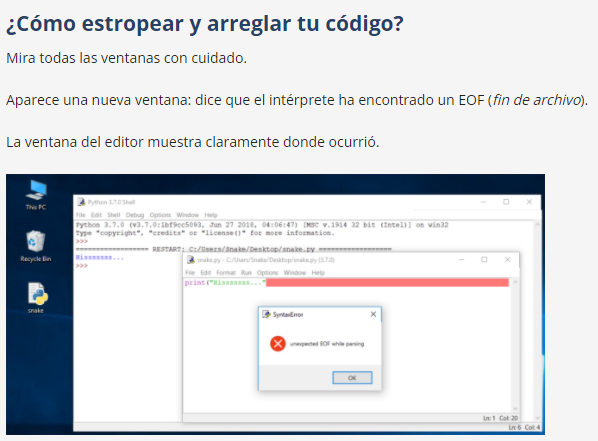 ¿Cómo estropear y arreglar tu código?
Mira todas las ventanas con cuidado.
Aparece una nueva ventana: dice que el intérprete ha encontrado un EOF (fin de archivo).
La ventana del editor muestra claramente donde ocurrió.
This PC
Recycle Bin
snake
Python 3.7.0 Shell
File Edit Shell Debug Options Window Help
Python 3.7.0 (v3.7.0:1bf9cc5093, Jun 27 2018, 04:06:47) [MSC v.1914 32 bit (Intel)] on win32
Type "copyright", "credits" or "license()" for more information.
>>>
================== RESTART: C:/Users/Snake/Desktop/snake.py ==================
Hisssssss...
>>>
snake.py - C:/Users/Snake/Desktop/snake.py (3.7.0)
File Edit Format Run Options Window Help
print("Hisssssss..."
SyntaxError
unexpected EOF while parsing
OK
Ln: 1 Col: 20
Ln: 6 Col: 4